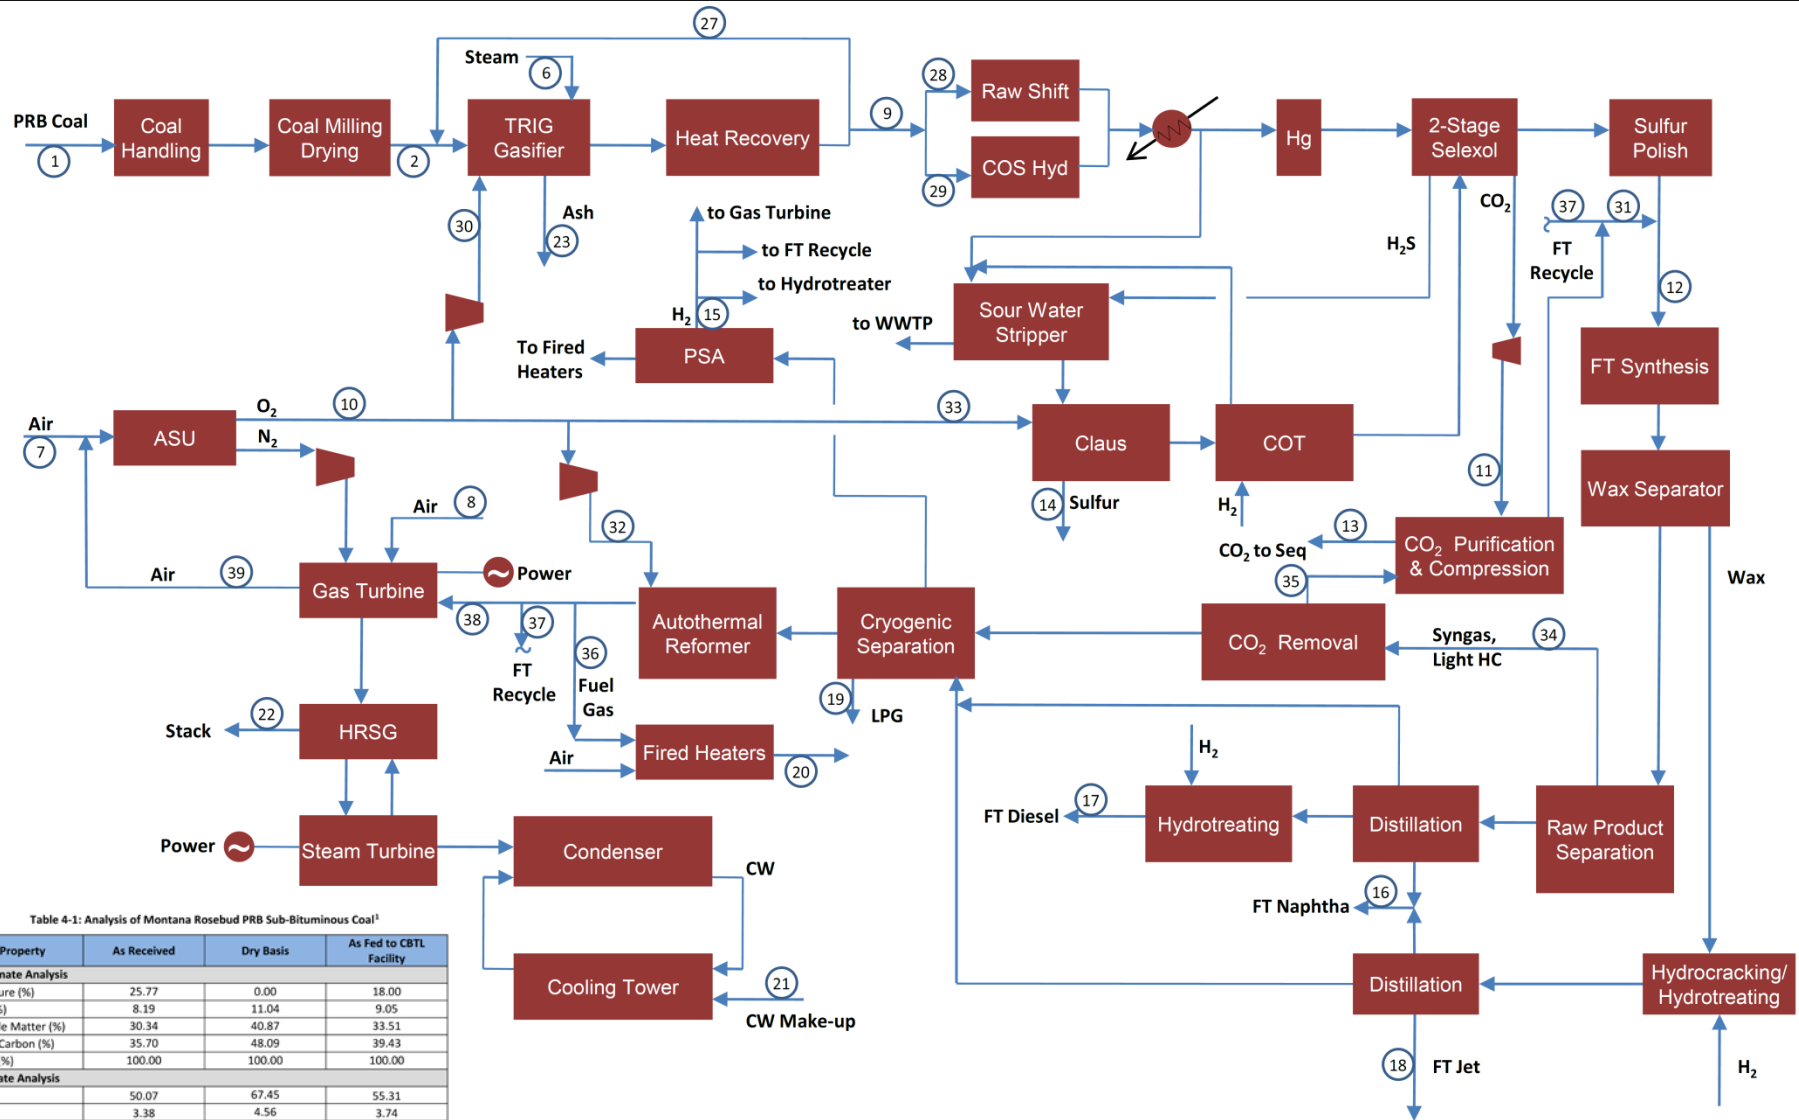 27
Steam
6
28
Raw Shift
9
PRB Coal
1
Coal
Handling
Coal Milling
Drying
2
TRIG
Gasifier
Heat Recovery
29
COS Hyd
Hg
2-Stage
Selexol
Sulfur
Polish
30
Ash
23
to Gas Turbine
to FT Recycle
to Hydrotreater
H2
15
PSA
To Fired
Heaters
CO2
H2S
37
31
FT
Recycle
12
Sour Water
Stripper
to WWTP
FT Synthesis
Air
7
ASU
O2
10
N2
33
Claus
COT
14
Sulfur
H2
11
Wax Separator
Air
8
32
13
CO2 to Seq
CO2 Purification
& Compression
35
Wax
Air
39
Gas Turbine
Power
38
37
FT
Recycle
36
Fuel
Gas
Autothermal
Reformer
Cryogenic
Separation
CO2 Removal
Syngas,
Light HC
34
19
LPG
Stack
22
HRSG
Air
Fired Heaters
20
H2
FT Diesel
17
Hydrotreating
Distillation
Raw Product
Separation
Power
Steam Turbine
Condenser
CW
FT Naphtha
16
Cooling Tower
21
CW Make-up
Distillation
Hydrocracking/
Hydrotreating
18
FT Jet
H2
Table 4-1: Analysis of Montana Rosebud PRB Sub-Bituminous Coal1
Property As Received Dry Basis As Fed to CBTL
Facility
nate Analysis
ure (%) 25.77 0.00 18.00
%) 8.19 11.04 9.05
le Matter (%) 30.34 40.87 33.51
Carbon (%) 35.70 48.09 39.43
(%) 100.00 100.00 100.00
ate Analysis
50.07 67.45 55.31
3.38 4.56 3.74